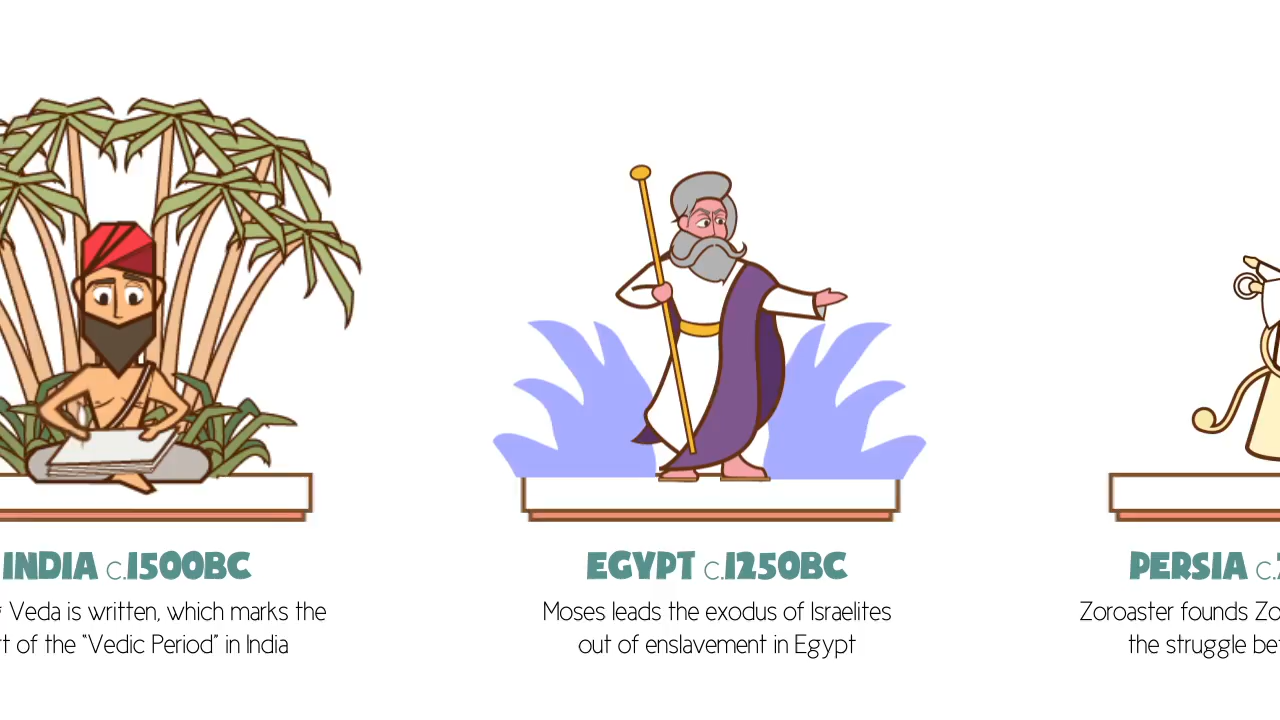 INDIA c.1500BC
Veda is written, which marks the
of the “Vedic Period” in India
EGYPT c.1250BC
Moses leads the exodus of Israelites
out of enslavement in Egypt
PERSIA c.
Zoroaster founds
the struggle